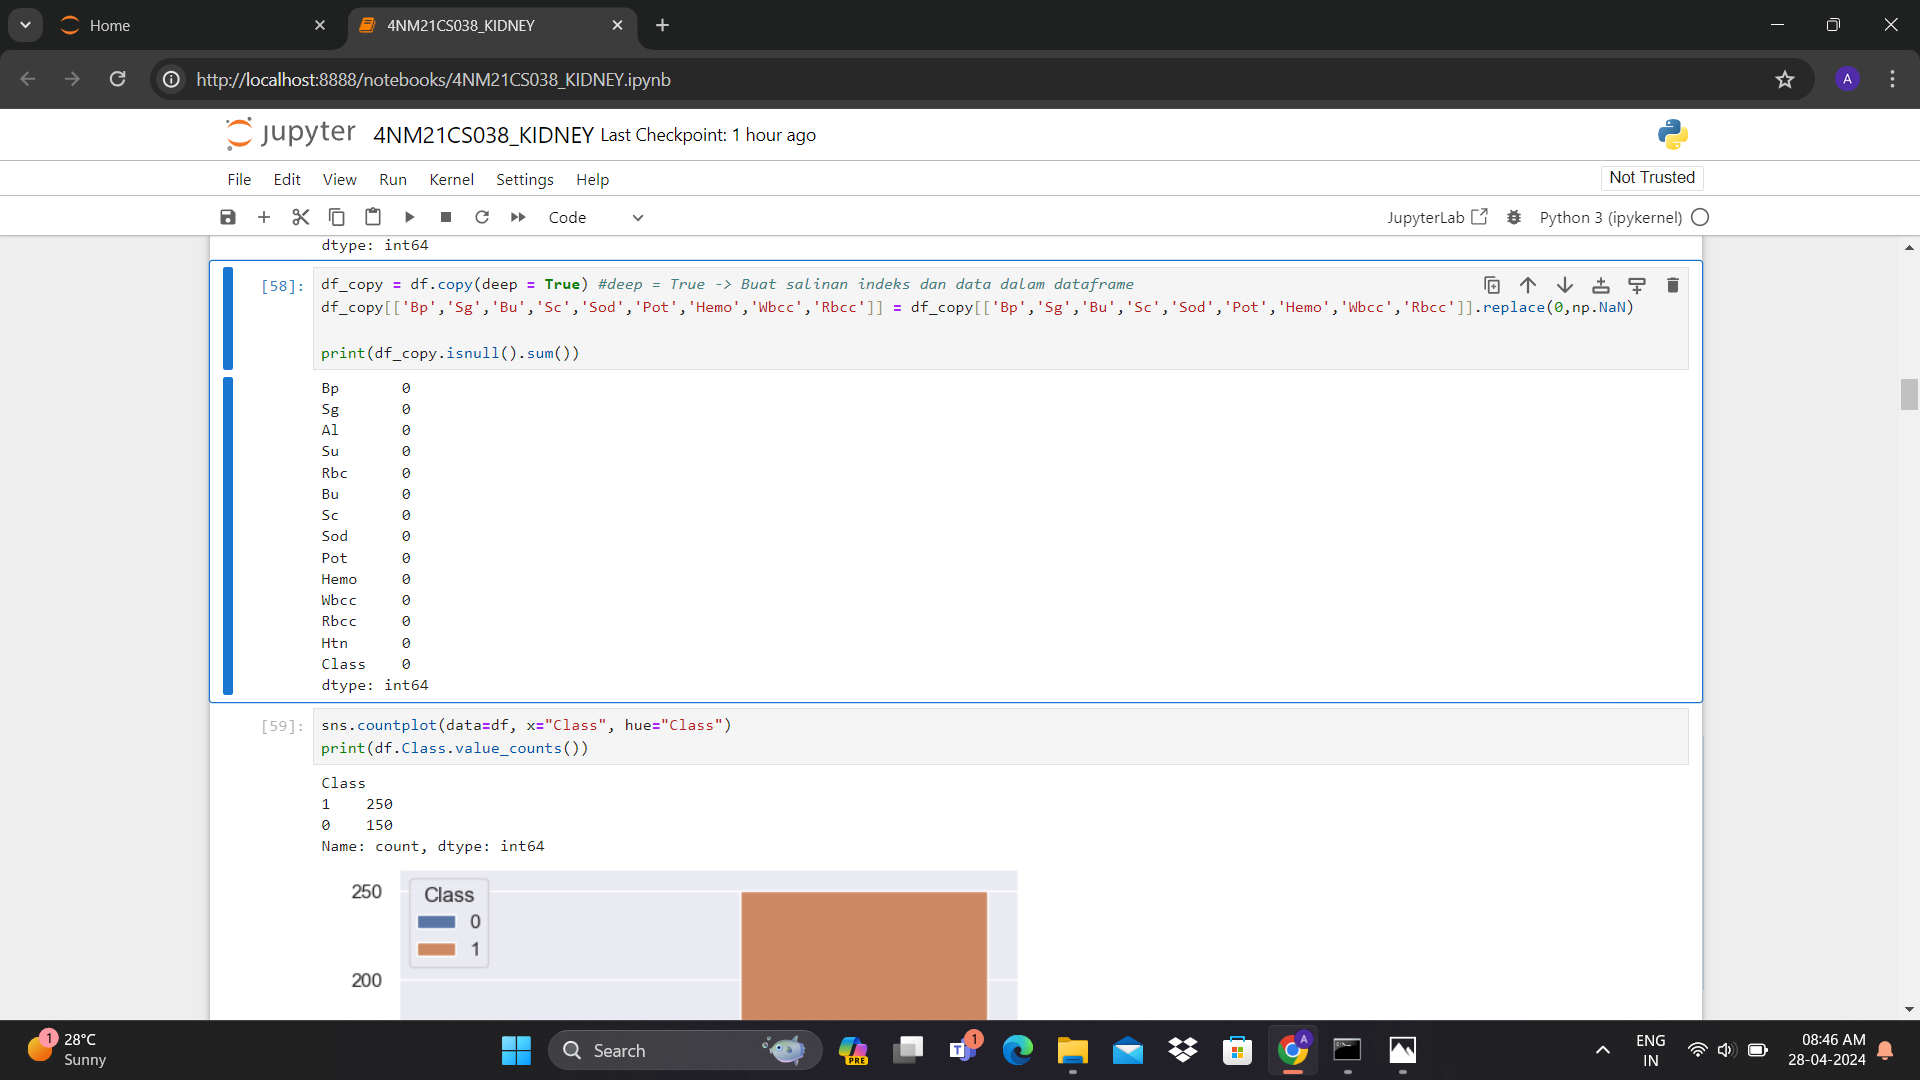 Home
4NM21CS038_KIDNEY
http://localhost:8888/notebooks/4NM21CS038_KIDNEY.ipynb
A
jupyter 4NM21CS038_KIDNEY Last Checkpoint: 1 hour ago
File Edit View Run Kernel Settings Help
Not Trusted
Code
JupyterLab
Python 3 (ipykernel)
dtype: int64
[58]:
df_copy = df.copy(deep = True) #deep = True -> Buat salinan indeks dan data dalam dataframe
df_copy[['Bp','Sg','Bu','Sc','Sod','Pot','Hemo','Wbcc','Rbcc']] = df_copy[['Bp','Sg','Bu','Sc','Sod','Pot','Hemo','Wbcc','Rbcc']].replace(0,np.NaN)
print(df_copy.isnull().sum())
Bp 0
Sg 0
Al 0
Su 0
Rbc 0
Bu 0
Sc 0
Sod 0
Pot 0
Hemo 0
Wbcc 0
Rbcc 0
Htn 0
Class 0
dtype: int64
[59]:
sns.countplot(data=df, x="Class", hue="Class")
print(df.Class.value_counts())
Class
1 250
0 150
Name: count, dtype: int64
250
Class
0
1
200
1
28°C
Sunny
Search
PRE
T
1
A
ENG
IN
08:46 AM
28-04-2024